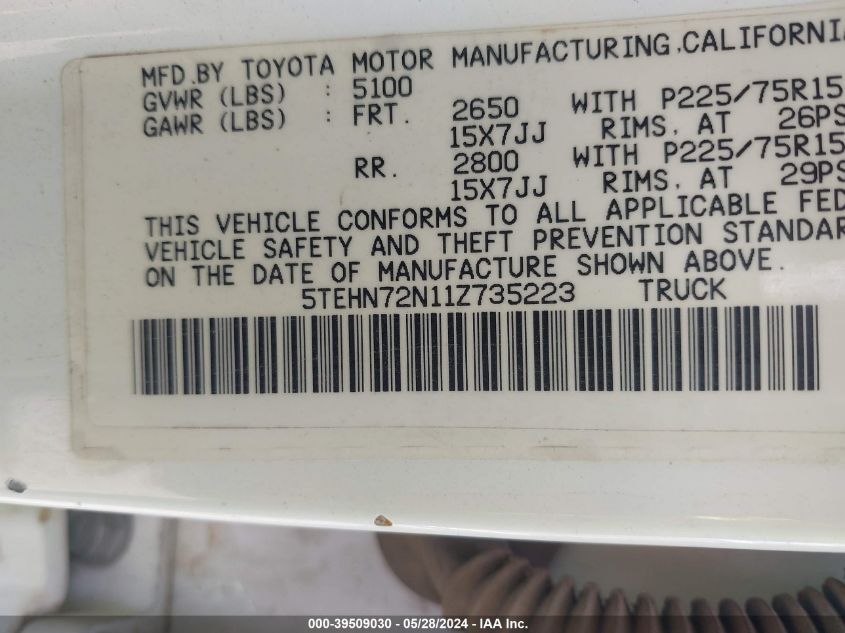 MFD.BY TOYOTA MOTOR MANUFACTURING,CALIFORNIA
GVWR (LBS) : 5100
GAWR (LBS) : FRT. 2650 WITH P225/75R15
15X7JJ RIMS, AT 26PS
RR. 2800 WITH P225/75R15
15X7JJ RIMS, AT 29PS
THIS VEHICLE CONFORMS TO ALL APPLICABLE FED
VEHICLE SAFETY AND THEFT PREVENTION STANDAR
ON THE DATE OF MANUFACTURE SHOWN ABOVE.
5TEHN72N11Z735223 TRUCK
000-39509030 - 05/28/2024 - IAA Inc.